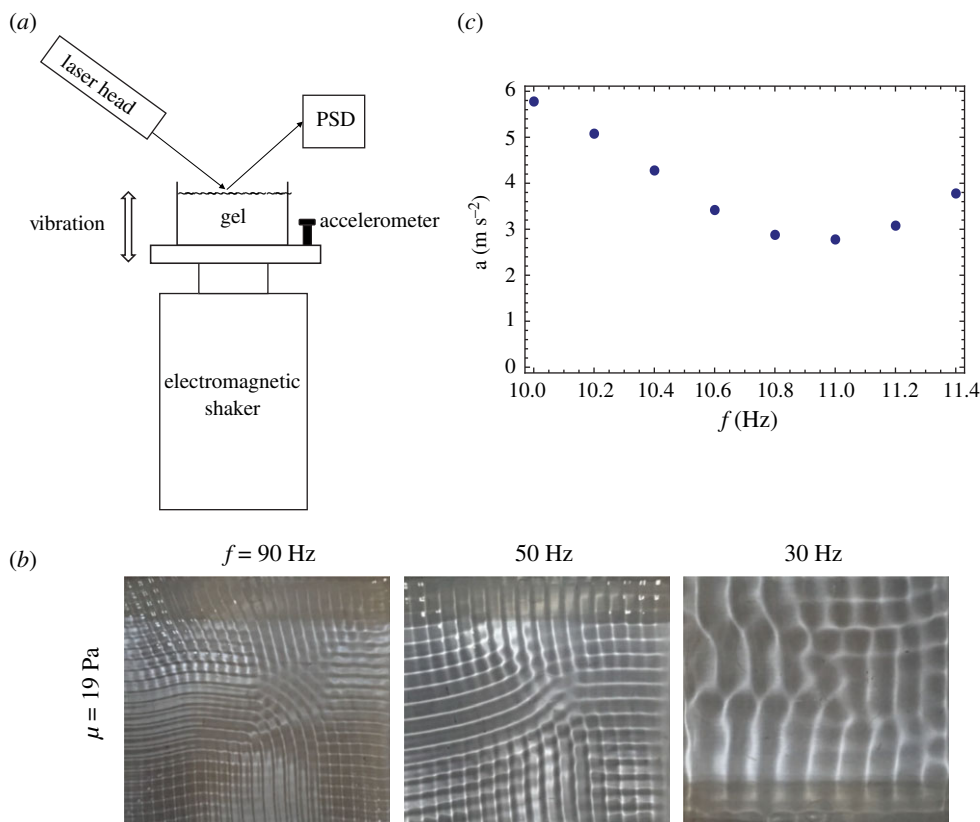 (a)
laser head
PSD
vibration
gel
accelerometer
electromagnetic
shaker
(c)
6
5
4
3
2
1
0
a (m s⁻²)
10.0 10.2 10.4 10.6 10.8 11.0 11.2 11.4
f (Hz)
(b)
f = 90 Hz
50 Hz
30 Hz
μ = 19 Pa